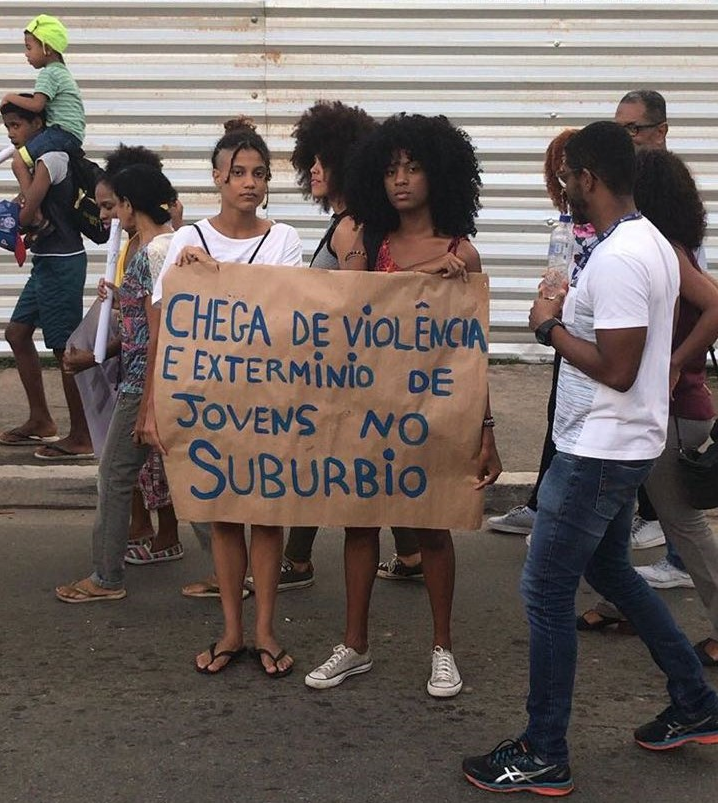 CHEGA DE VIOLÊNCIA
E EXTERMINIO DE
JOVENS NO
SUBURBIO